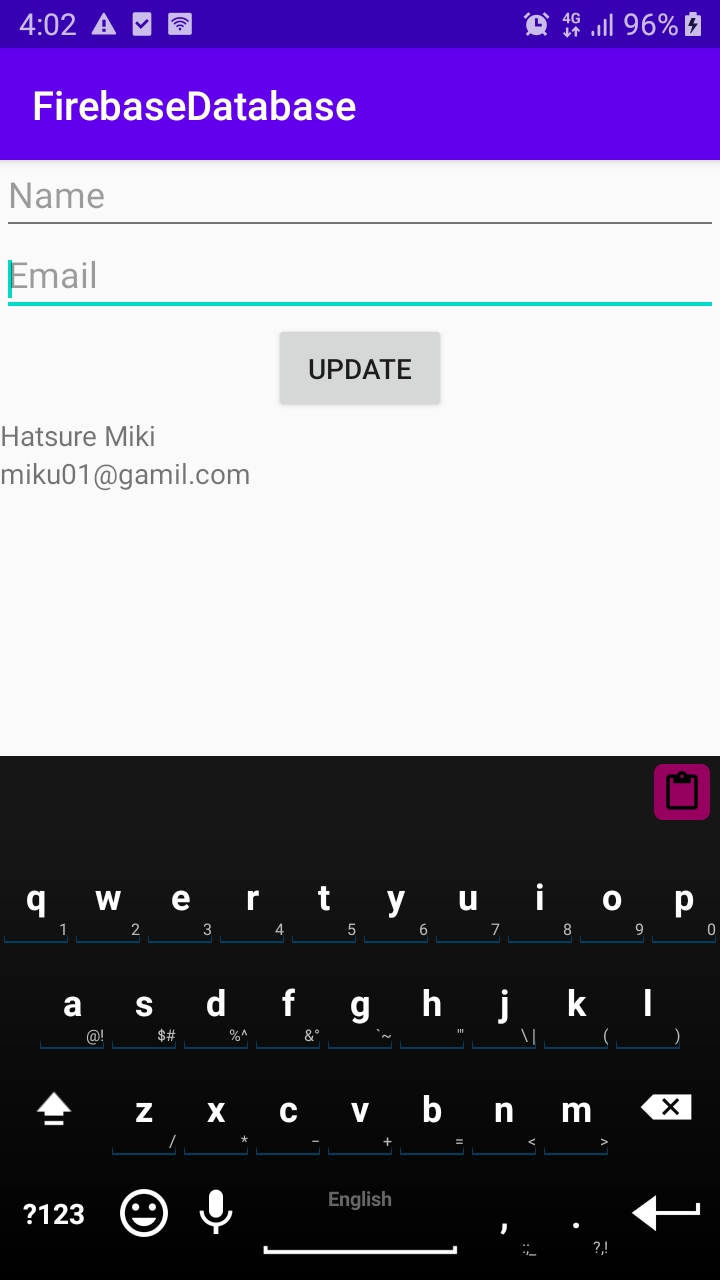 4:02 4G 96%
FirebaseDatabase
Name
Email
UPDATE
Hatsure Miki
miku01@gamil.com
q w e r t y u i o p
1 2 3 4 5 6 7 8 9 0
a s d f g h j k l
@! $# %^ &° `~ '" \| ( )
z x c v b n m
/ * − + = < >
?123 English , .
:;_ ?,!